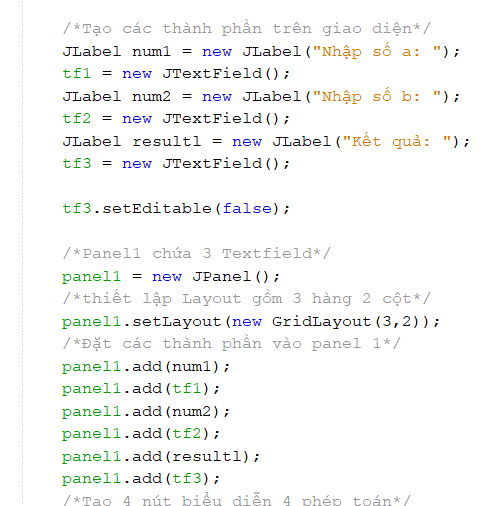 /*Tạo các thành phần trên giao diện*/
JLabel num1 = new JLabel("Nhập số a: ");
tf1 = new JTextField();
JLabel num2 = new JLabel("Nhập số b: ");
tf2 = new JTextField();
JLabel resultl = new JLabel("Kết quả: ");
tf3 = new JTextField();
tf3.setEditable(false);
/*Panel1 chứa 3 Textfield*/
panel1 = new JPanel();
/*thiết lập Layout gồm 3 hàng 2 cột*/
panel1.setLayout(new GridLayout(3,2));
/*Đặt các thành phần vào panel 1*/
panel1.add(num1);
panel1.add(tf1);
panel1.add(num2);
panel1.add(tf2);
panel1.add(resultl);
panel1.add(tf3);
/*Tạo 4 nút biểu diễn 4 phép toán*/